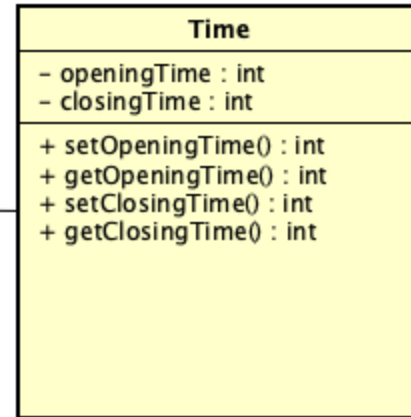 Time
- openingTime : int
- closingTime : int
+ setOpeningTime() : int
+ getOpeningTime() : int
+ setClosingTime() : int
+ getClosingTime() : int